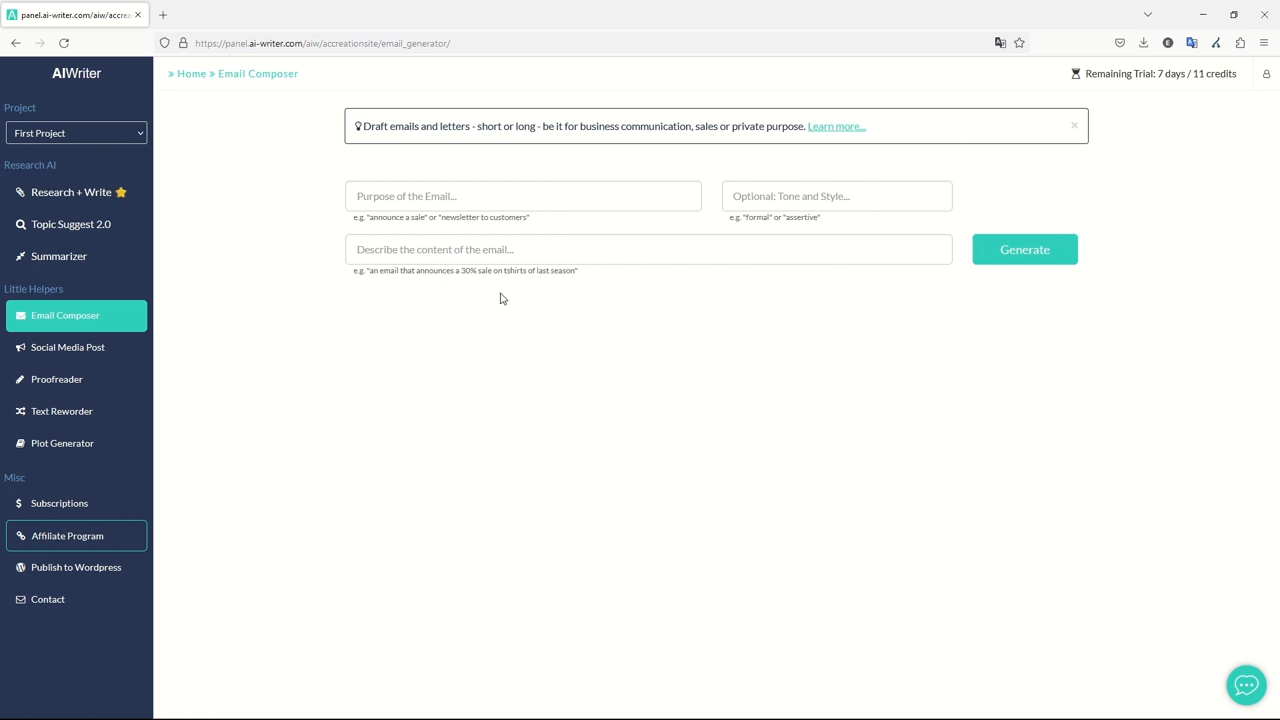 panel.ai-writer.com/aiw/accrea
https://panel.ai-writer.com/aiw/accreationsite/email_generator/
AIWriter
» Home » Email Composer
Remaining Trial: 7 days / 11 credits
Project
First Project
Research AI
Research + Write
Topic Suggest 2.0
Summarizer
Little Helpers
Email Composer
Social Media Post
Proofreader
Text Reworder
Plot Generator
Misc
Subscriptions
Affiliate Program
Publish to Wordpress
Contact
Draft emails and letters - short or long - be it for business communication, sales or private purpose. Learn more...
Purpose of the Email...
Optional: Tone and Style...
e.g. "announce a sale" or "newsletter to customers"
e.g. "formal" or "assertive"
Describe the content of the email...
Generate
e.g. "an email that announces a 30% sale on tshirts of last season"